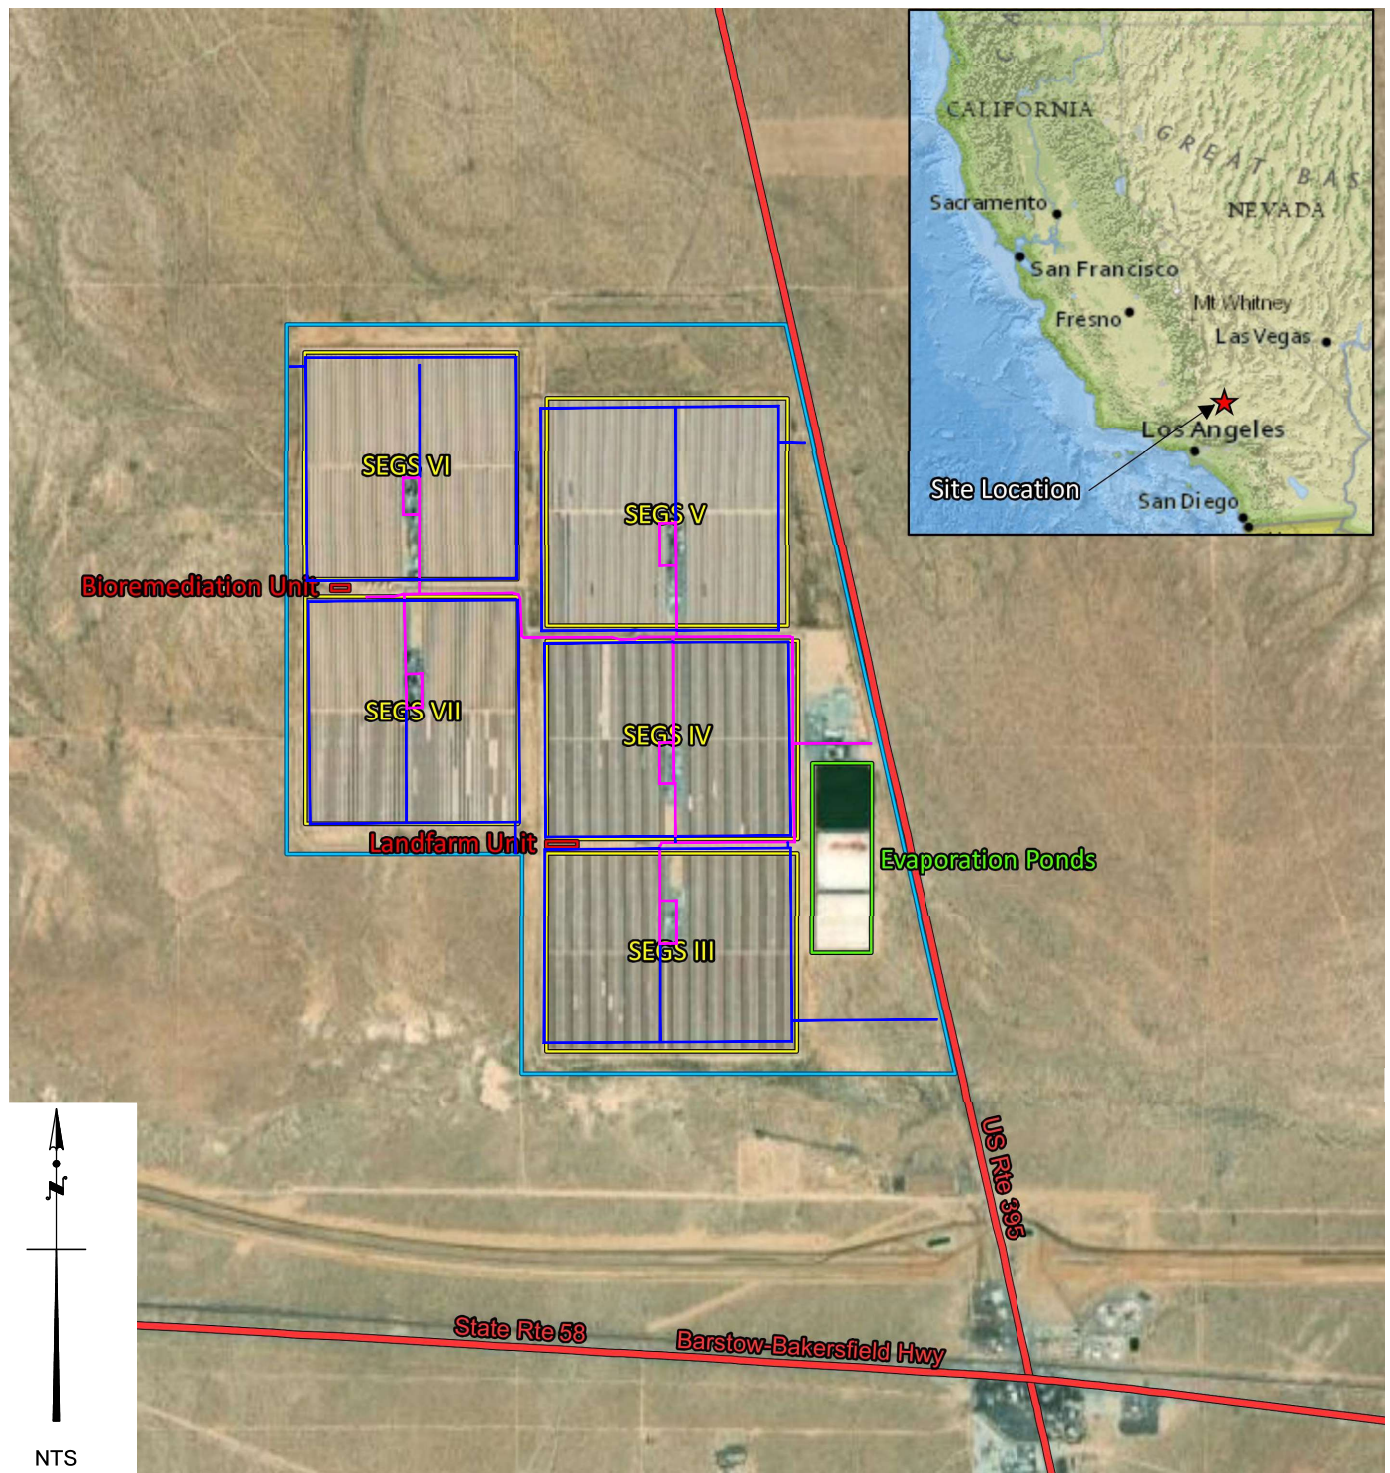 CALIFORNIA
GREAT BAS
Sacramento
NEVADA
San Francisco
Mt Whitney
Fresno
Las Vegas
Los Angeles
Site Location
San Diego
SEGS VI
SEGS V
Bioremediation Unit
SEGS VII
SEGS IV
Landfarm Unit
Evaporation Ponds
SEGS III
US Rte 395
N
State Rte 58
Barstow-Bakersfield Hwy
NTS